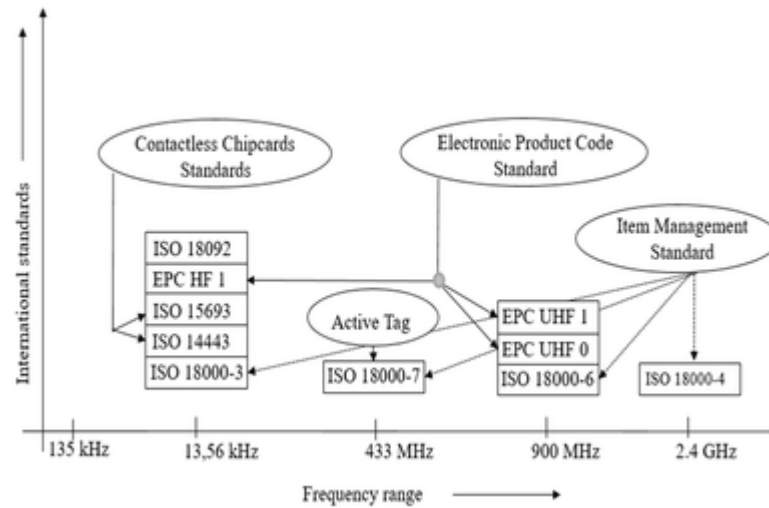 International standards
Contactless Chipcards
Standards
Electronic Product Code
Standard
Item Management
Standard
ISO 18092
EPC HF 1
ISO 15693
ISO 14443
ISO 18000-3
Active Tag
ISO 18000-7
EPC UHF 1
EPC UHF 0
ISO 18000-6
ISO 18000-4
135 kHz
13,56 kHz
433 MHz
900 MHz
2.4 GHz
Frequency range